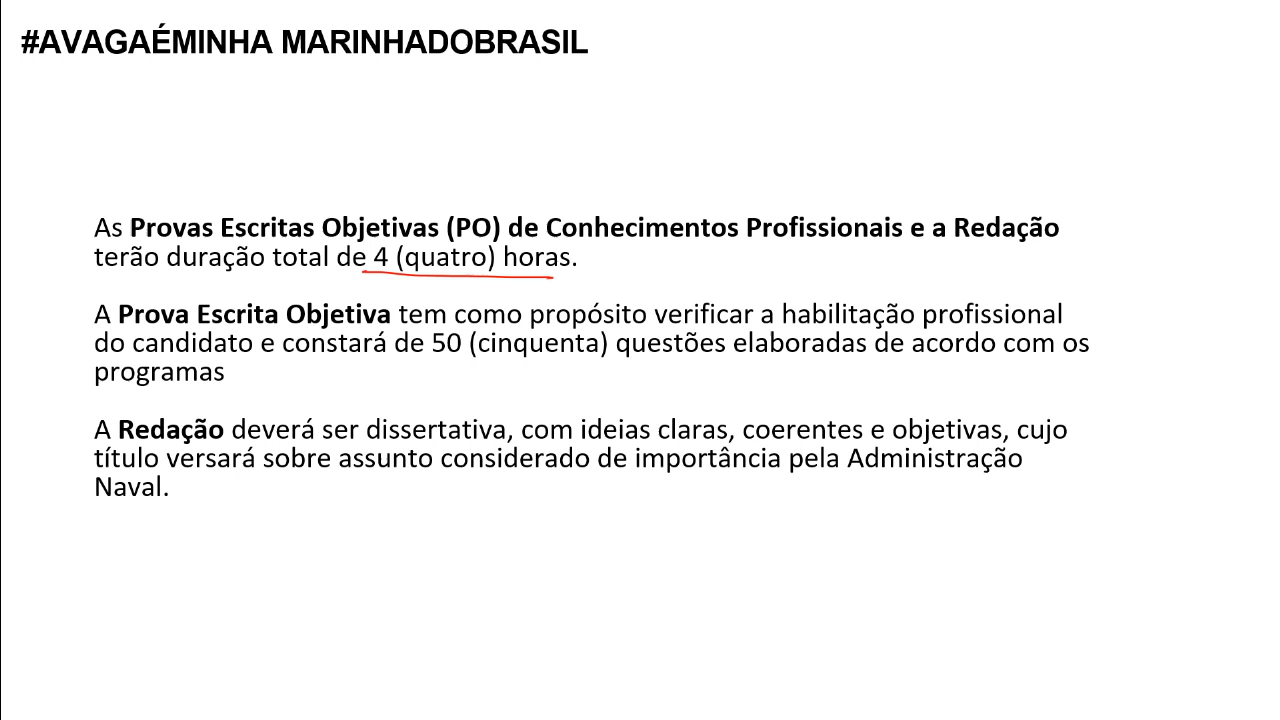 #AVAGAÉMINHA MARINHADOBRASIL
As Provas Escritas Objetivas (PO) de Conhecimentos Profissionais e a Redação
terão duração total de 4 (quatro) horas.
A Prova Escrita Objetiva tem como propósito verificar a habilitação profissional
do candidato e constará de 50 (cinquenta) questões elaboradas de acordo com os
programas
A Redação deverá ser dissertativa, com ideias claras, coerentes e objetivas, cujo
título versará sobre assunto considerado de importância pela Administração
Naval.